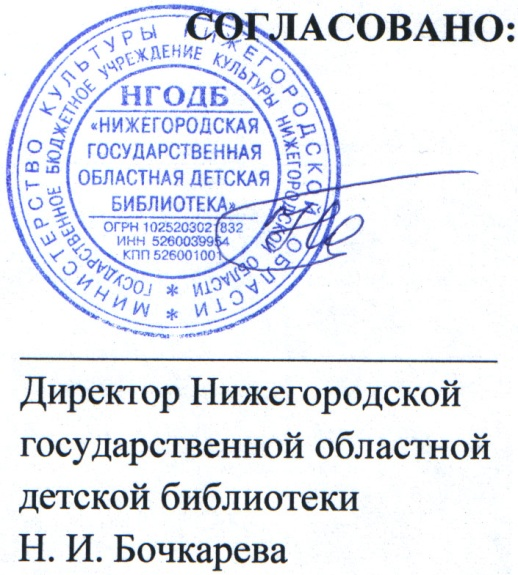 СОГЛАСОВАНО:
МИНИСТЕРСТВО КУЛЬТУРЫ НИЖЕГОРОДСКОЙ ОБЛАСТИ
ГОСУДАРСТВЕННОЕ БЮДЖЕТНОЕ УЧРЕЖДЕНИЕ КУЛЬТУРЫ НИЖЕГОРОДСКОЙ ОБЛАСТИ
НГОДБ
«НИЖЕГОРОДСКАЯ
ГОСУДАРСТВЕННАЯ
ОБЛАСТНАЯ ДЕТСКАЯ
БИБЛИОТЕКА»
ОГРН 1025203021832
ИНН 5260039954
КПП 526001001
Директор Нижегородской
государственной областной
детской библиотеки
Н. И. Бочкарева